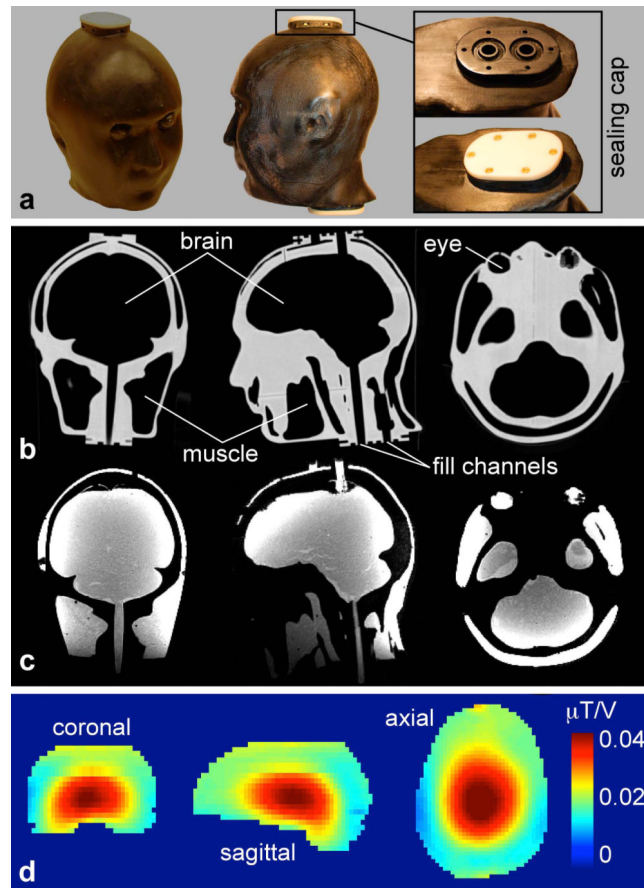 sealing cap
a
brain
eye
muscle
fill channels
b
c
coronal
axial
µT/V
0.04
0.02
0
sagittal
d